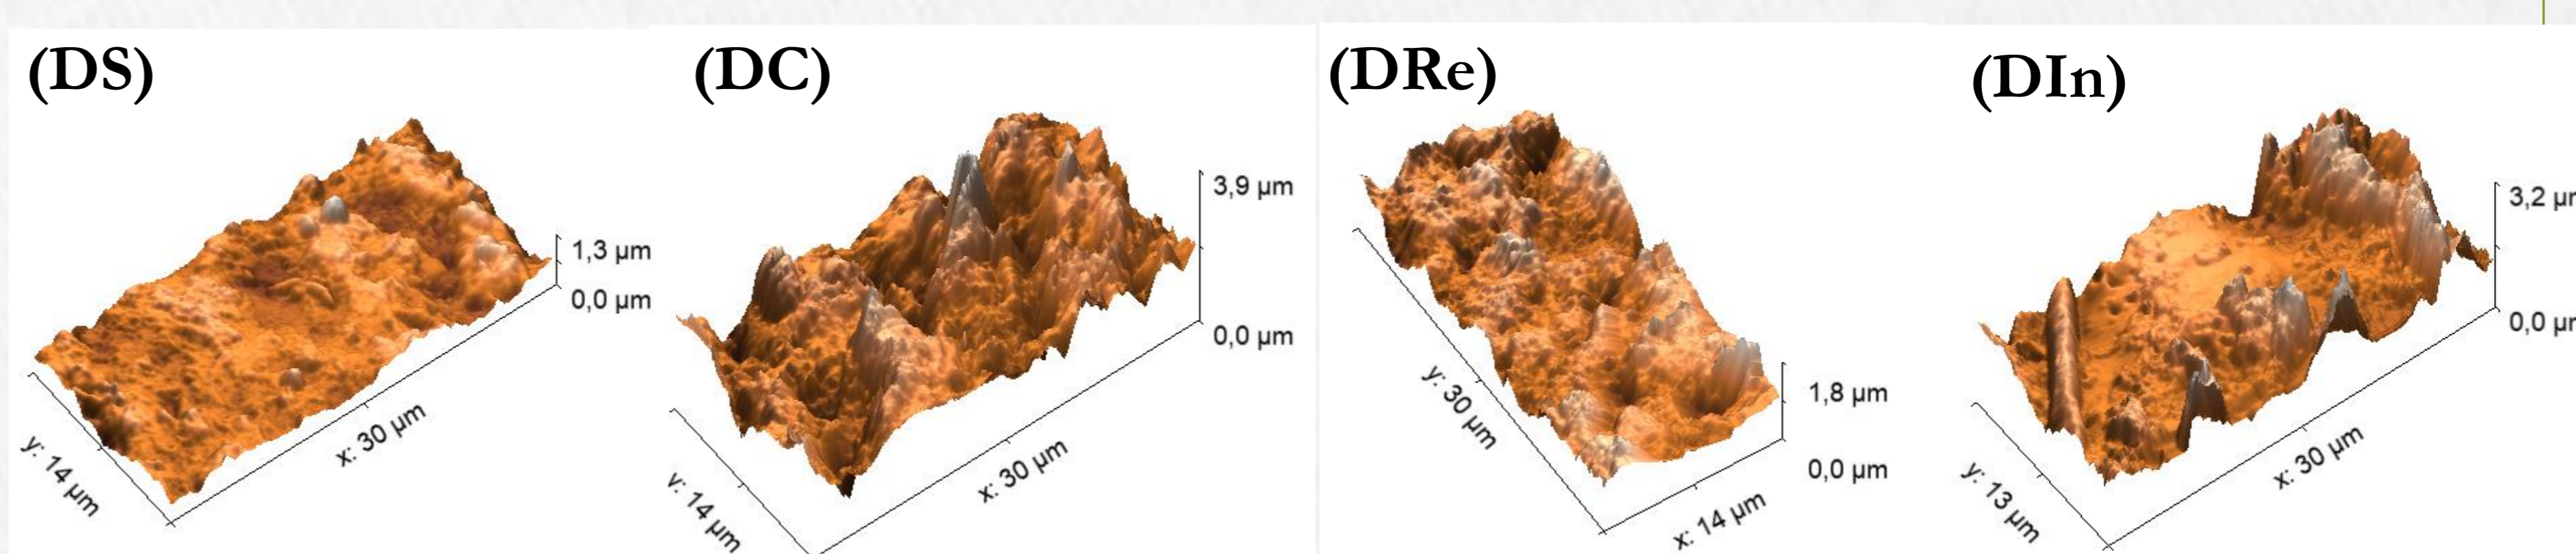 (DS)
1,3 µm
0,0 µm
x: 30 µm
y: 14 µm
(DC)
3,9 µm
0,0 µm
x: 30 µm
y: 14 µm
(DRe)
1,8 µm
0,0 µm
y: 30 µm
x: 14 µm
(DIn)
3,2 µm
0,0 µm
x: 30 µm
y: 13 µm